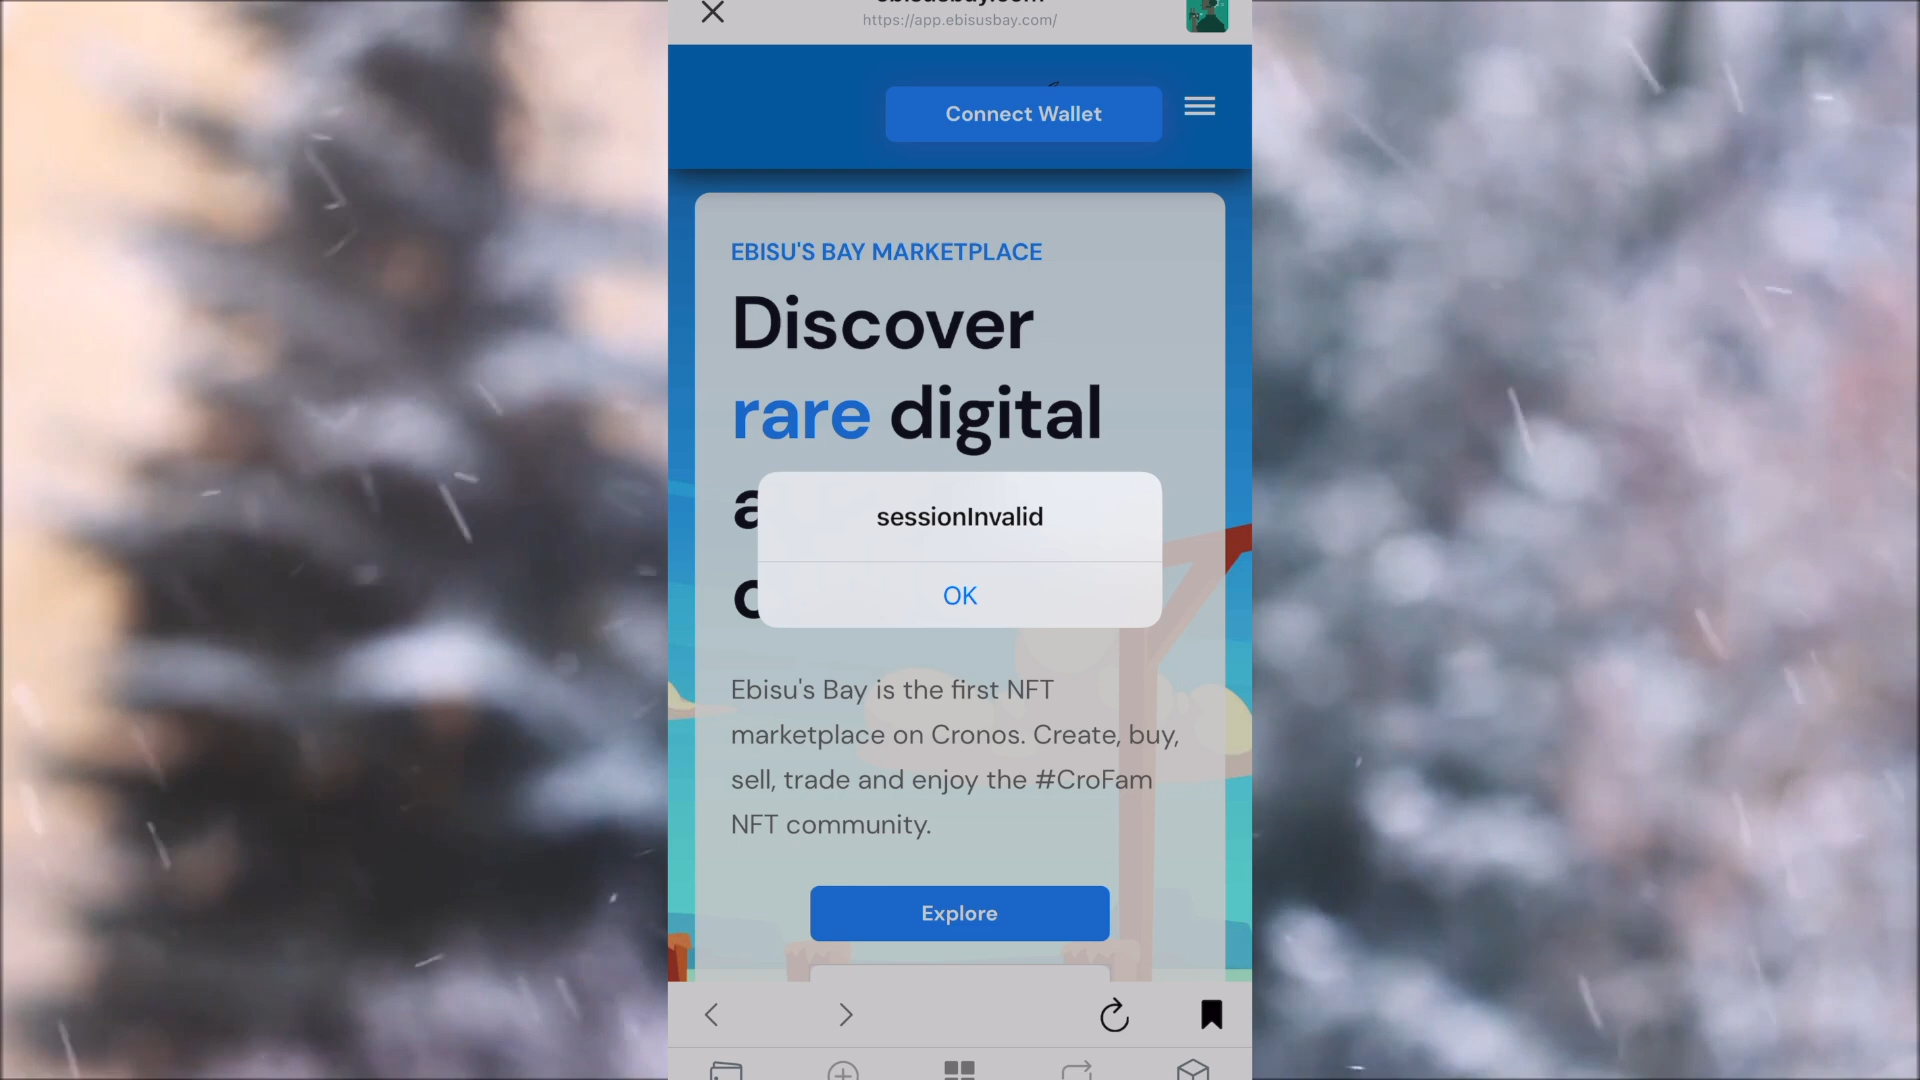 https://app.ebisusbay.com/
Connect Wallet
EBISU'S BAY MARKETPLACE
Discover
rare digital
a
sessionInvalid
OK
Ebisu's Bay is the first NFT
marketplace on Cronos. Create, buy,
sell, trade and enjoy the #CroFam
NFT community.
Explore